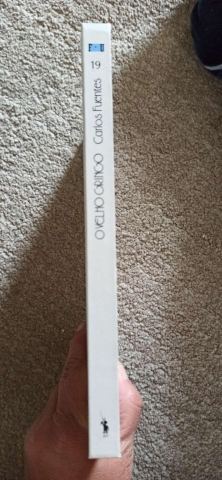 19
O VELHO GRINGO Carlos Fuentes